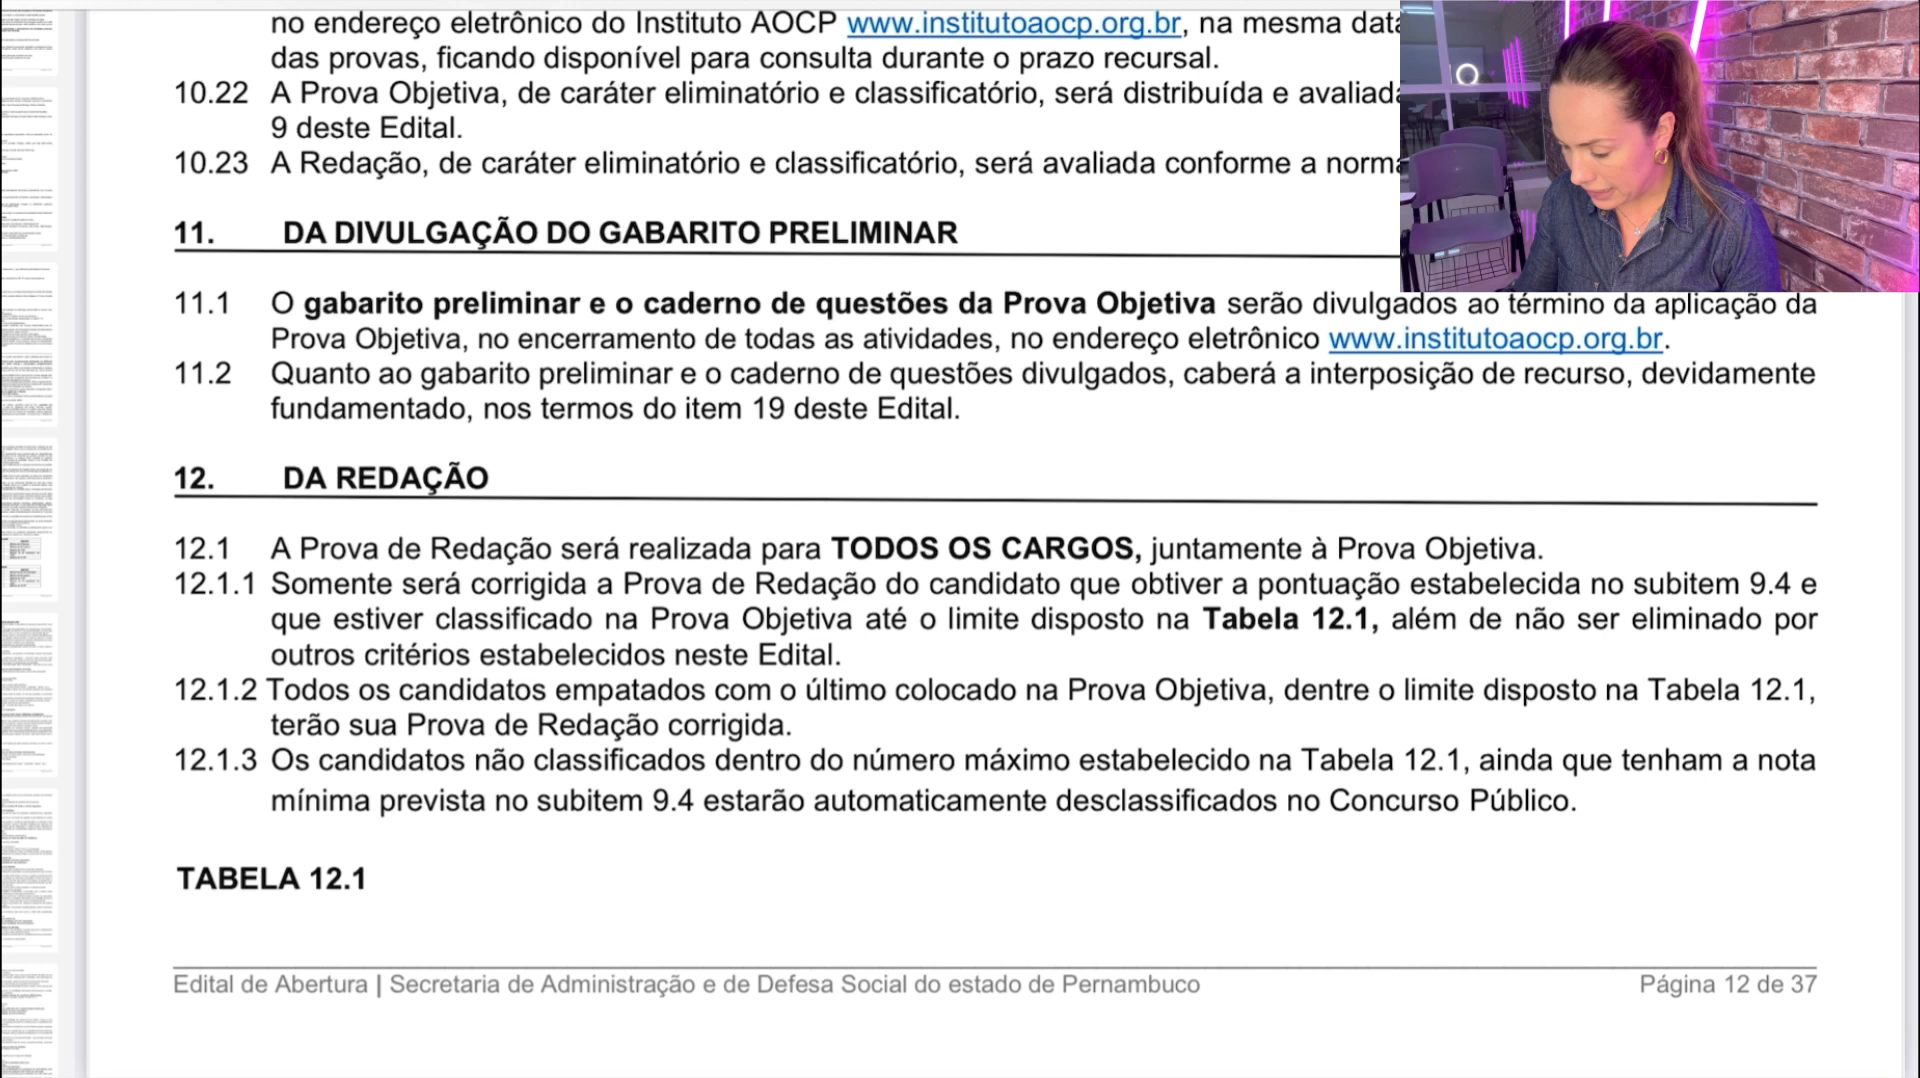 no endereço eletrônico do Instituto AOCP www.institutoaocp.org.br, na mesma data
das provas, ficando disponível para consulta durante o prazo recursal.
10.22 A Prova Objetiva, de caráter eliminatório e classificatório, será distribuída e avaliada
9 deste Edital.
10.23 A Redação, de caráter eliminatório e classificatório, será avaliada conforme a
11. DA DIVULGAÇÃO DO GABARITO PRELIMINAR
11.1 O gabarito preliminar e o caderno de questões da Prova Objetiva serão divulgados ao término da aplicação da
Prova Objetiva, no encerramento de todas as atividades, no endereço eletrônico www.institutoaocp.org.br.
11.2 Quanto ao gabarito preliminar e o caderno de questões divulgados, caberá a interposição de recurso, devidamente
fundamentado, nos termos do item 19 deste Edital.
12. DA REDAÇÃO
12.1 A Prova de Redação será realizada para TODOS OS CARGOS, juntamente à Prova Objetiva.
12.1.1 Somente será corrigida a Prova de Redação do candidato que obtiver a pontuação estabelecida no subitem 9.4 e
que estiver classificado na Prova Objetiva até o limite disposto na Tabela 12.1, além de não ser eliminado por
outros critérios estabelecidos neste Edital.
12.1.2 Todos os candidatos empatados com o último colocado na Prova Objetiva, dentre o limite disposto na Tabela 12.1,
terão sua Prova de Redação corrigida.
12.1.3 Os candidatos não classificados dentro do número máximo estabelecido na Tabela 12.1, ainda que tenham a nota
mínima prevista no subitem 9.4 estarão automaticamente desclassificados no Concurso Público.
TABELA 12.1
Edital de Abertura | Secretaria de Administração e de Defesa Social do estado de Pernambuco
Página 12 de 37